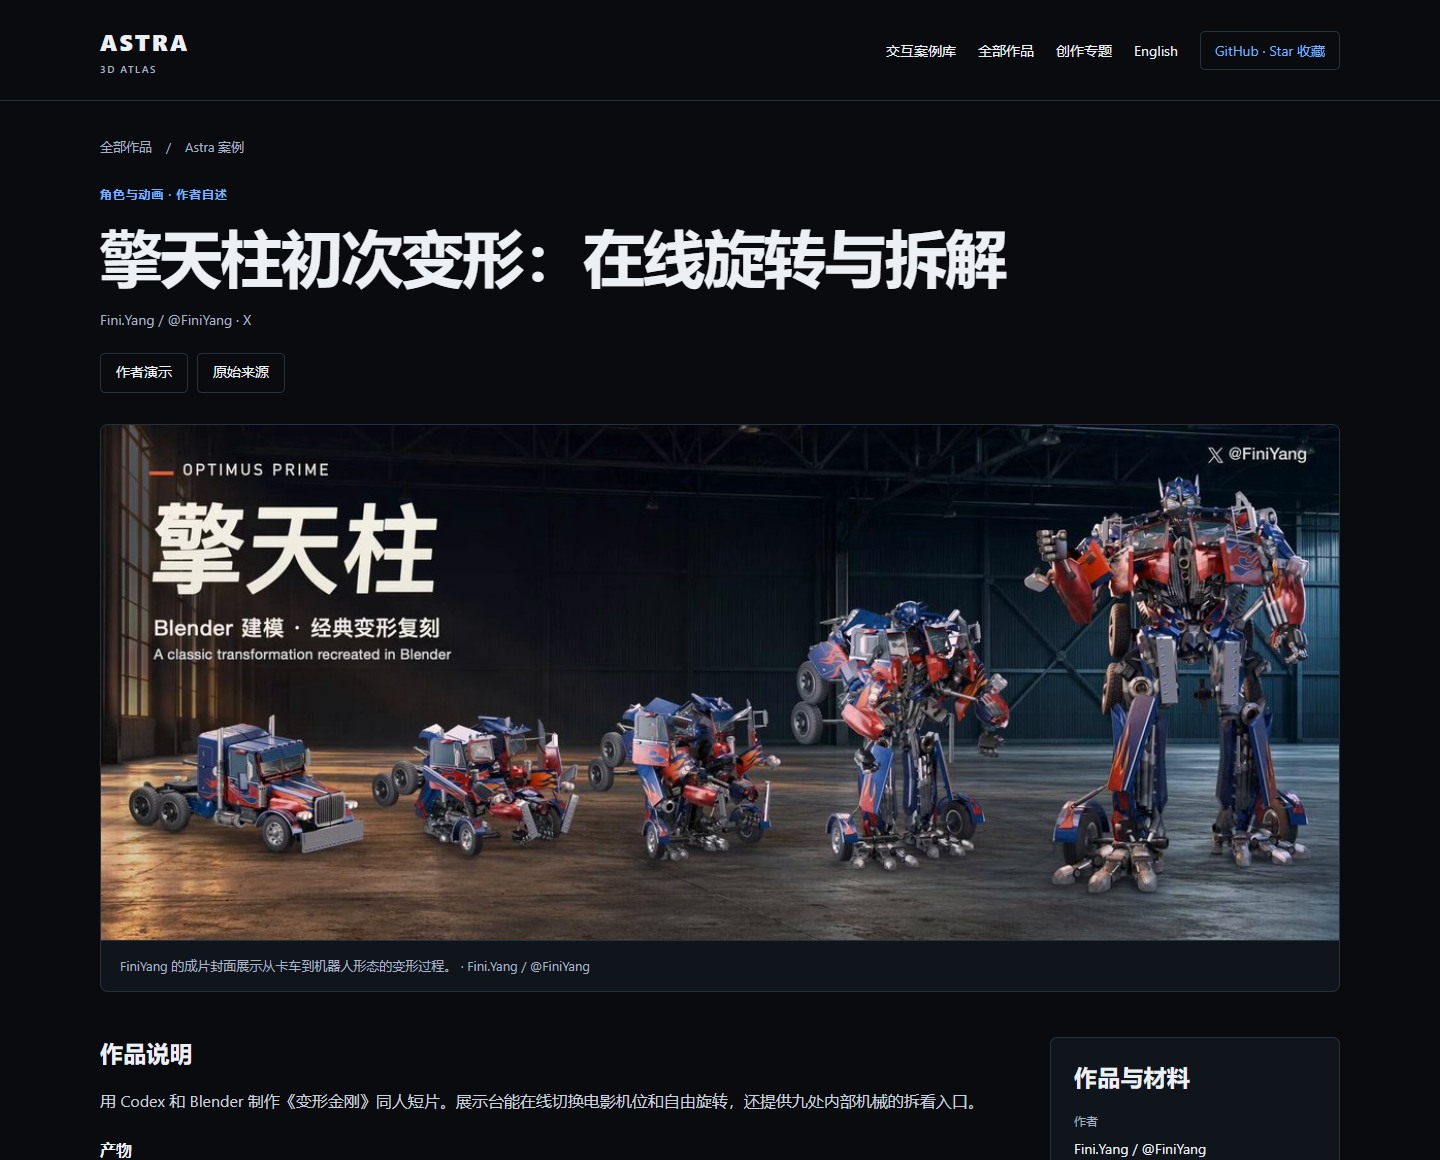 ASTRA
3D ATLAS
交互案例库 全部作品 创作专题 English GitHub · Star 收藏
全部作品 / Astra 案例
角色与动画 · 作者自述
擎天柱初次变形：在线旋转与拆解
Fini.Yang / @FiniYang · X
作者演示 原始来源
OPTIMUS PRIME
X @FiniYang
擎天柱
Blender 建模 · 经典变形复刻
A classic transformation recreated in Blender
FiniYang 的成片封面展示从卡车到机器人形态的变形过程。 · Fini.Yang / @FiniYang
作品说明
用 Codex 和 Blender 制作《变形金刚》同人短片。展示台能在线切换电影机位和自由旋转，还提供九处内部机械的拆看入口。
产物
作品与材料
作者
Fini.Yang / @FiniYang